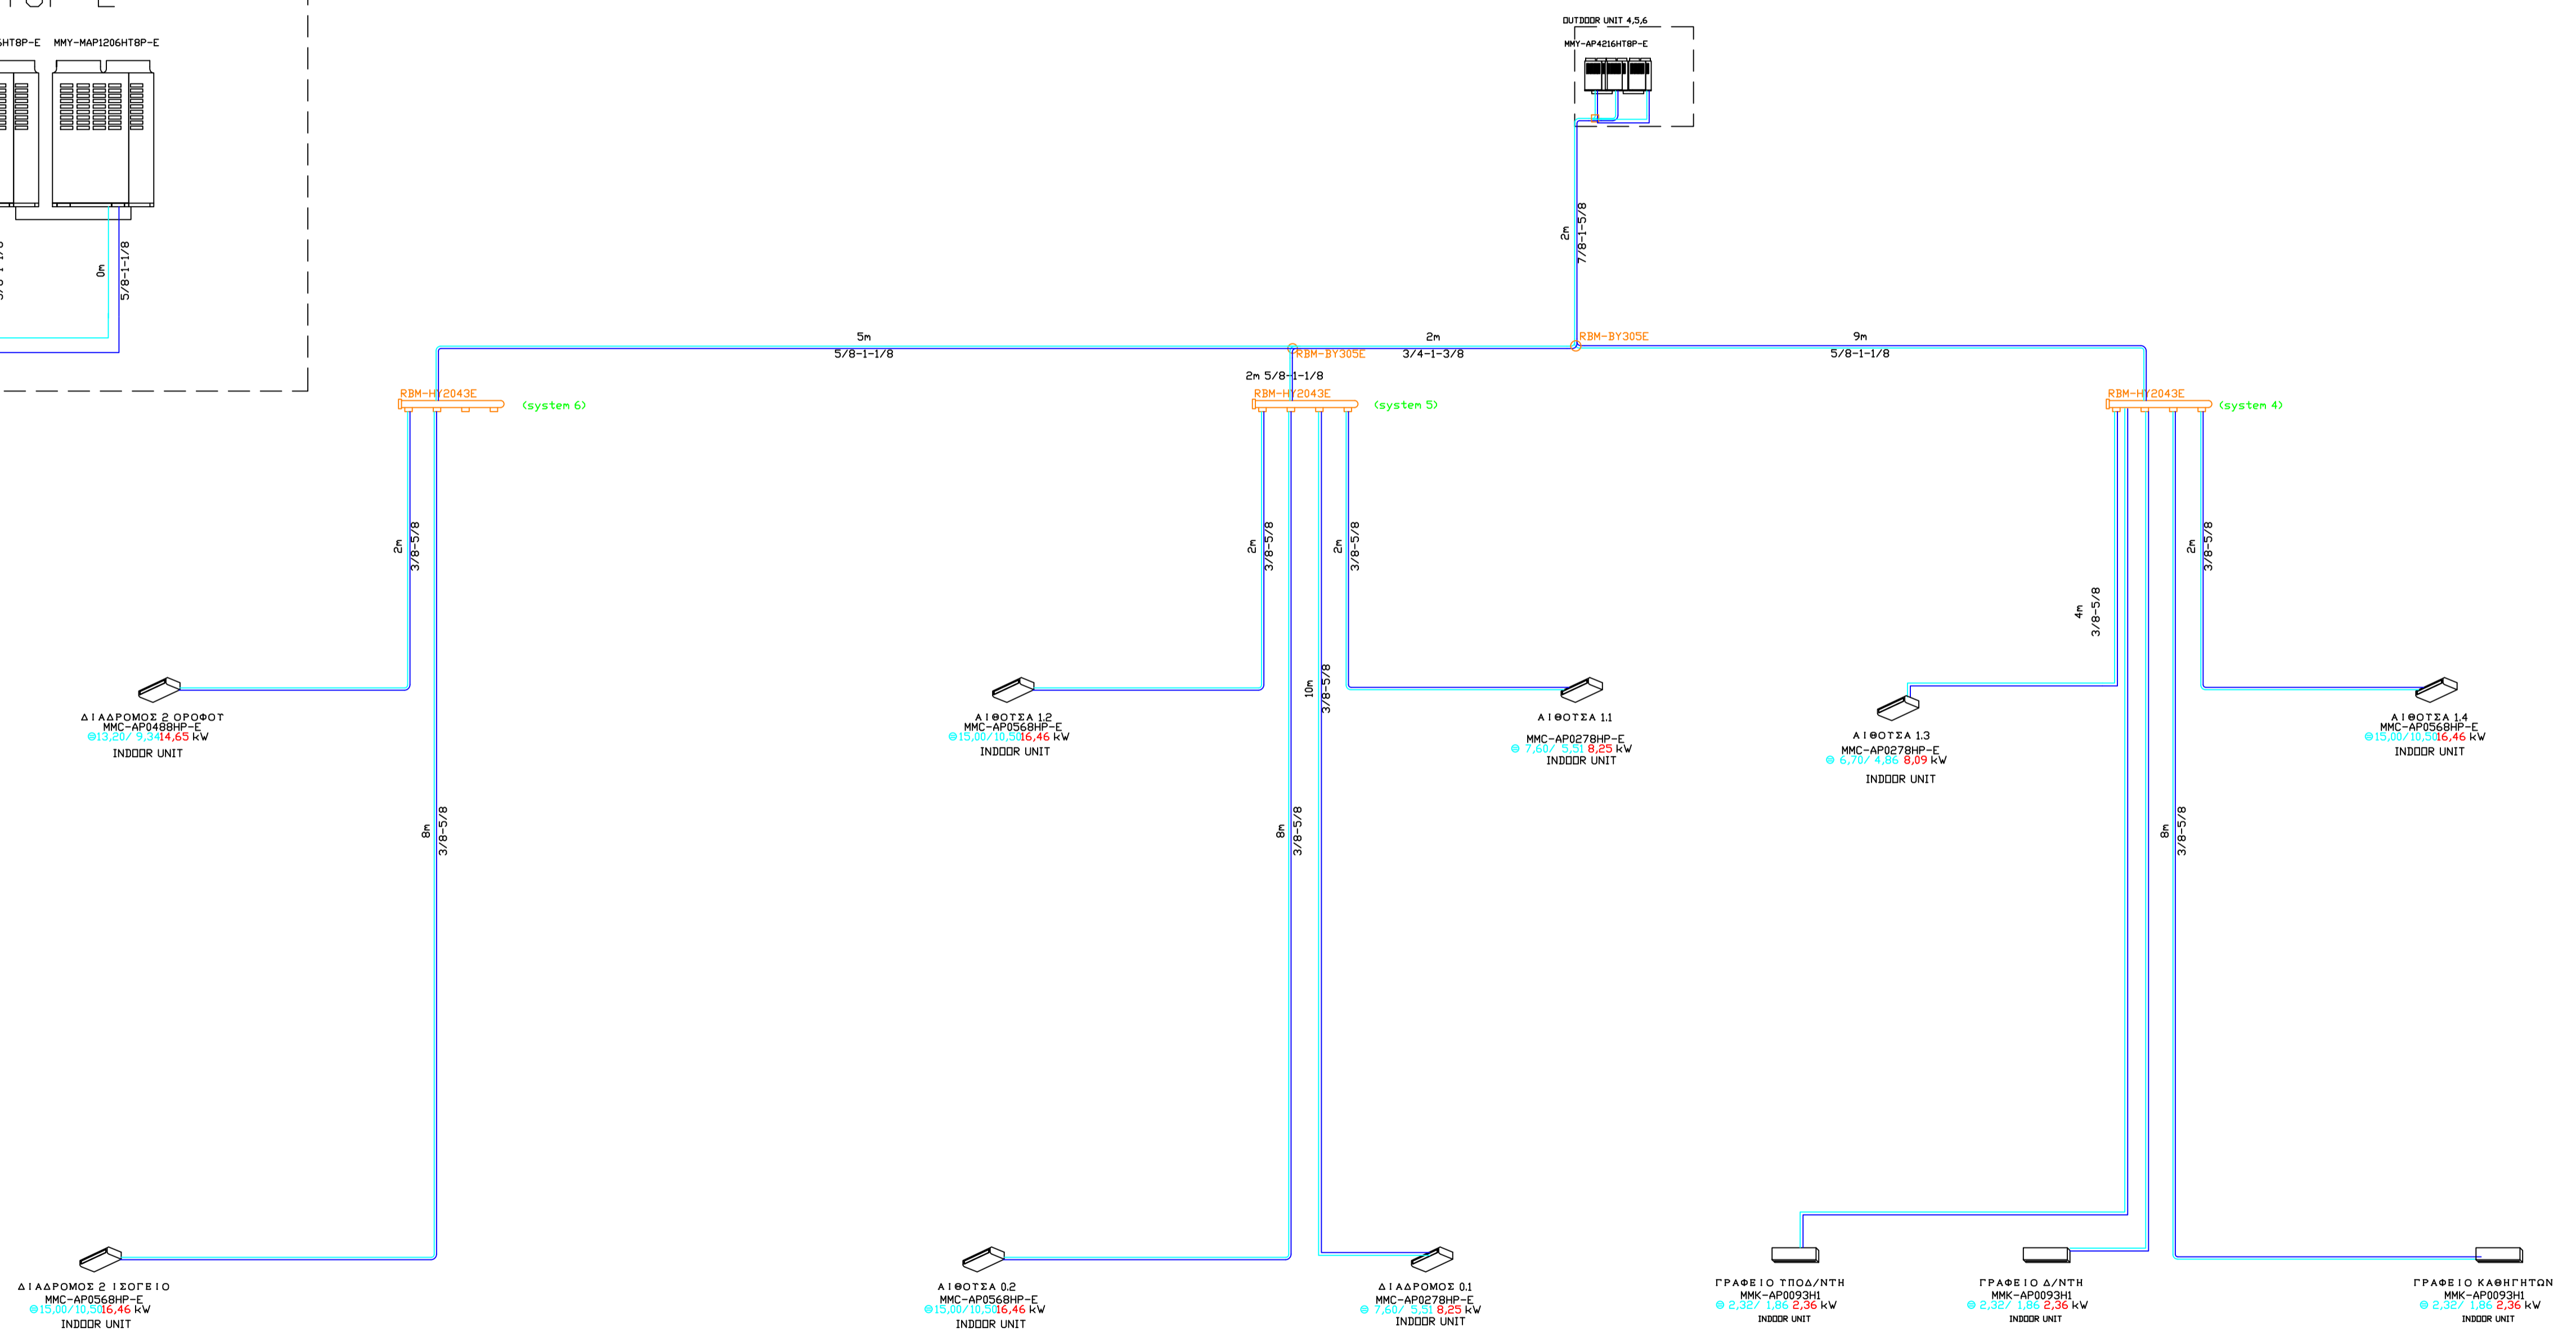 MMY-MAP1206HT8P-E
0m
5/8-1-1/8
OUTDOOR UNIT 4,5,6
MMY-AP4216HT8P-E
2m
7/8-1-5/8
5m
5/8-1-1/8
RBM-BY305E
2m
3/4-1-3/8
RBM-BY305E
9m
5/8-1-1/8
2m 5/8-1-1/8
RBM-HY2043E
(system 6)
RBM-HY2043E
(system 5)
RBM-HY2043E
(system 4)
2m
3/8-5/8
2m
3/8-5/8
2m
3/8-5/8
4m
3/8-5/8
2m
3/8-5/8
10m
3/8-5/8
8m
3/8-5/8
8m
3/8-5/8
8m
3/8-5/8
ΔΙΑΔΡΟΜΟΣ 2 ΟΡΟΦΟΤ
MMC-AP0488HP-E
13,20/ 9,34 14,65 kW
INDOOR UNIT
ΑΙΘΟΤΣΑ 1.2
MMC-AP0568HP-E
15,00/10,50 16,46 kW
INDOOR UNIT
ΑΙΘΟΤΣΑ 1.1
MMC-AP0278HP-E
7,60/ 5,51 8,25 kW
INDOOR UNIT
ΑΙΘΟΤΣΑ 1.3
MMC-AP0278HP-E
6,70/ 4,86 8,09 kW
INDOOR UNIT
ΑΙΘΟΤΣΑ 1.4
MMC-AP0568HP-E
15,00/10,50 16,46 kW
INDOOR UNIT
ΔΙΑΔΡΟΜΟΣ 2 ΙΣΟΓΕΙΟ
MMC-AP0568HP-E
15,00/10,50 16,46 kW
INDOOR UNIT
ΑΙΘΟΤΣΑ 0.2
MMC-AP0568HP-E
15,00/10,50 16,46 kW
INDOOR UNIT
ΔΙΑΔΡΟΜΟΣ 0.1
MMC-AP0278HP-E
7,60/ 5,51 8,25 kW
INDOOR UNIT
ΓΡΑΦΕΙΟ ΤΠΟΔ/ΝΤΗ
MMK-AP0093H1
2,32/ 1,86 2,36 kW
INDOOR UNIT
ΓΡΑΦΕΙΟ Δ/ΝΤΗ
MMK-AP0093H1
2,32/ 1,86 2,36 kW
INDOOR UNIT
ΓΡΑΦΕΙΟ ΚΑΘΗΓΗΤΩΝ
MMK-AP0093H1
2,32/ 1,86 2,36 kW
INDOOR UNIT